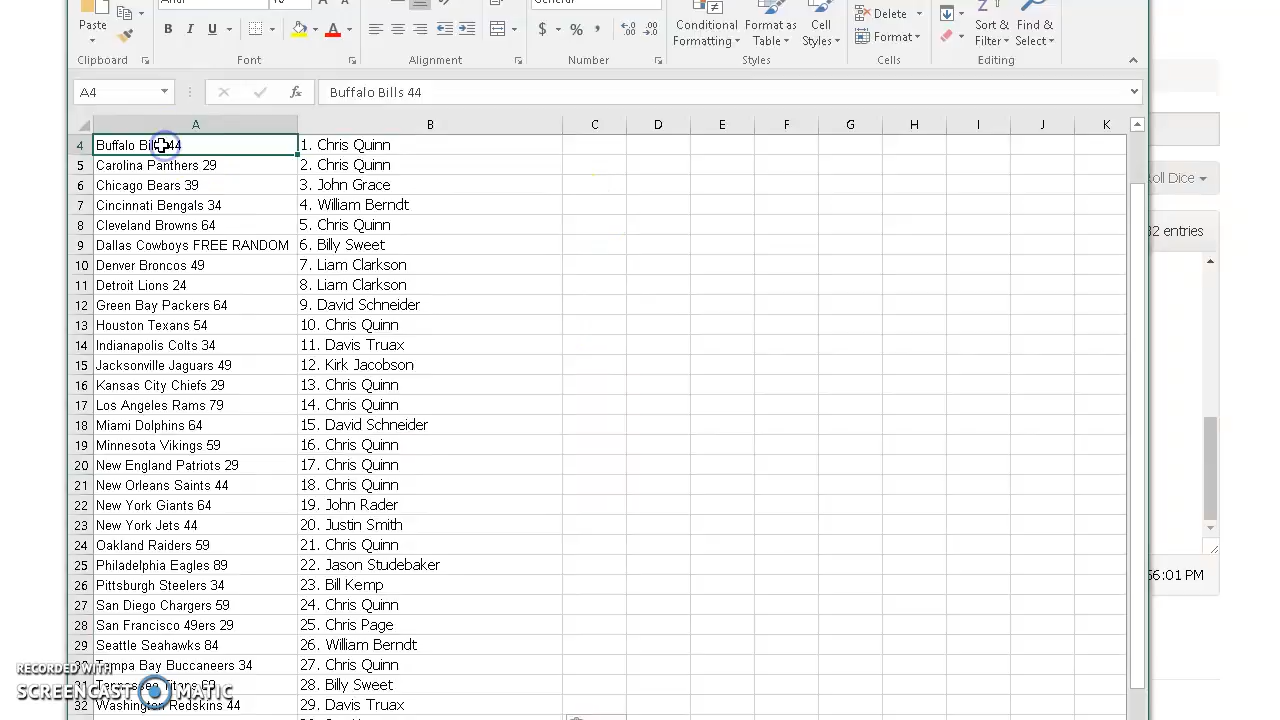 Arial
General
Paste
B I U
$ % ,
Conditional Formatting
Format as Table
Cell Styles
Delete
Format
Sort & Filter
Find & Select
Clipboard
Font
Alignment
Number
Styles
Cells
Editing
A4
fx
Buffalo Bills 44
A B C D E F G H I J K
4 Buffalo Bills 44 1. Chris Quinn
5 Carolina Panthers 29 2. Chris Quinn
6 Chicago Bears 39 3. John Grace
7 Cincinnati Bengals 34 4. William Berndt
8 Cleveland Browns 64 5. Chris Quinn
9 Dallas Cowboys FREE RANDOM 6. Billy Sweet
10 Denver Broncos 49 7. Liam Clarkson
11 Detroit Lions 24 8. Liam Clarkson
12 Green Bay Packers 64 9. David Schneider
13 Houston Texans 54 10. Chris Quinn
14 Indianapolis Colts 34 11. Davis Truax
15 Jacksonville Jaguars 49 12. Kirk Jacobson
16 Kansas City Chiefs 29 13. Chris Quinn
17 Los Angeles Rams 79 14. Chris Quinn
18 Miami Dolphins 64 15. David Schneider
19 Minnesota Vikings 59 16. Chris Quinn
20 New England Patriots 29 17. Chris Quinn
21 New Orleans Saints 44 18. Chris Quinn
22 New York Giants 64 19. John Rader
23 New York Jets 44 20. Justin Smith
24 Oakland Raiders 59 21. Chris Quinn
25 Philadelphia Eagles 89 22. Jason Studebaker
26 Pittsburgh Steelers 34 23. Bill Kemp
27 San Diego Chargers 59 24. Chris Quinn
28 San Francisco 49ers 29 25. Chris Page
29 Seattle Seahawks 84 26. William Berndt
30 Tampa Bay Buccaneers 34 27. Chris Quinn
31 Tennessee Titans 28. Billy Sweet
32 Washington Redskins 44 29. Davis Truax
oll Dice
32 entries
56:01 PM
RECORDED WITH
SCREENCAST MATIC